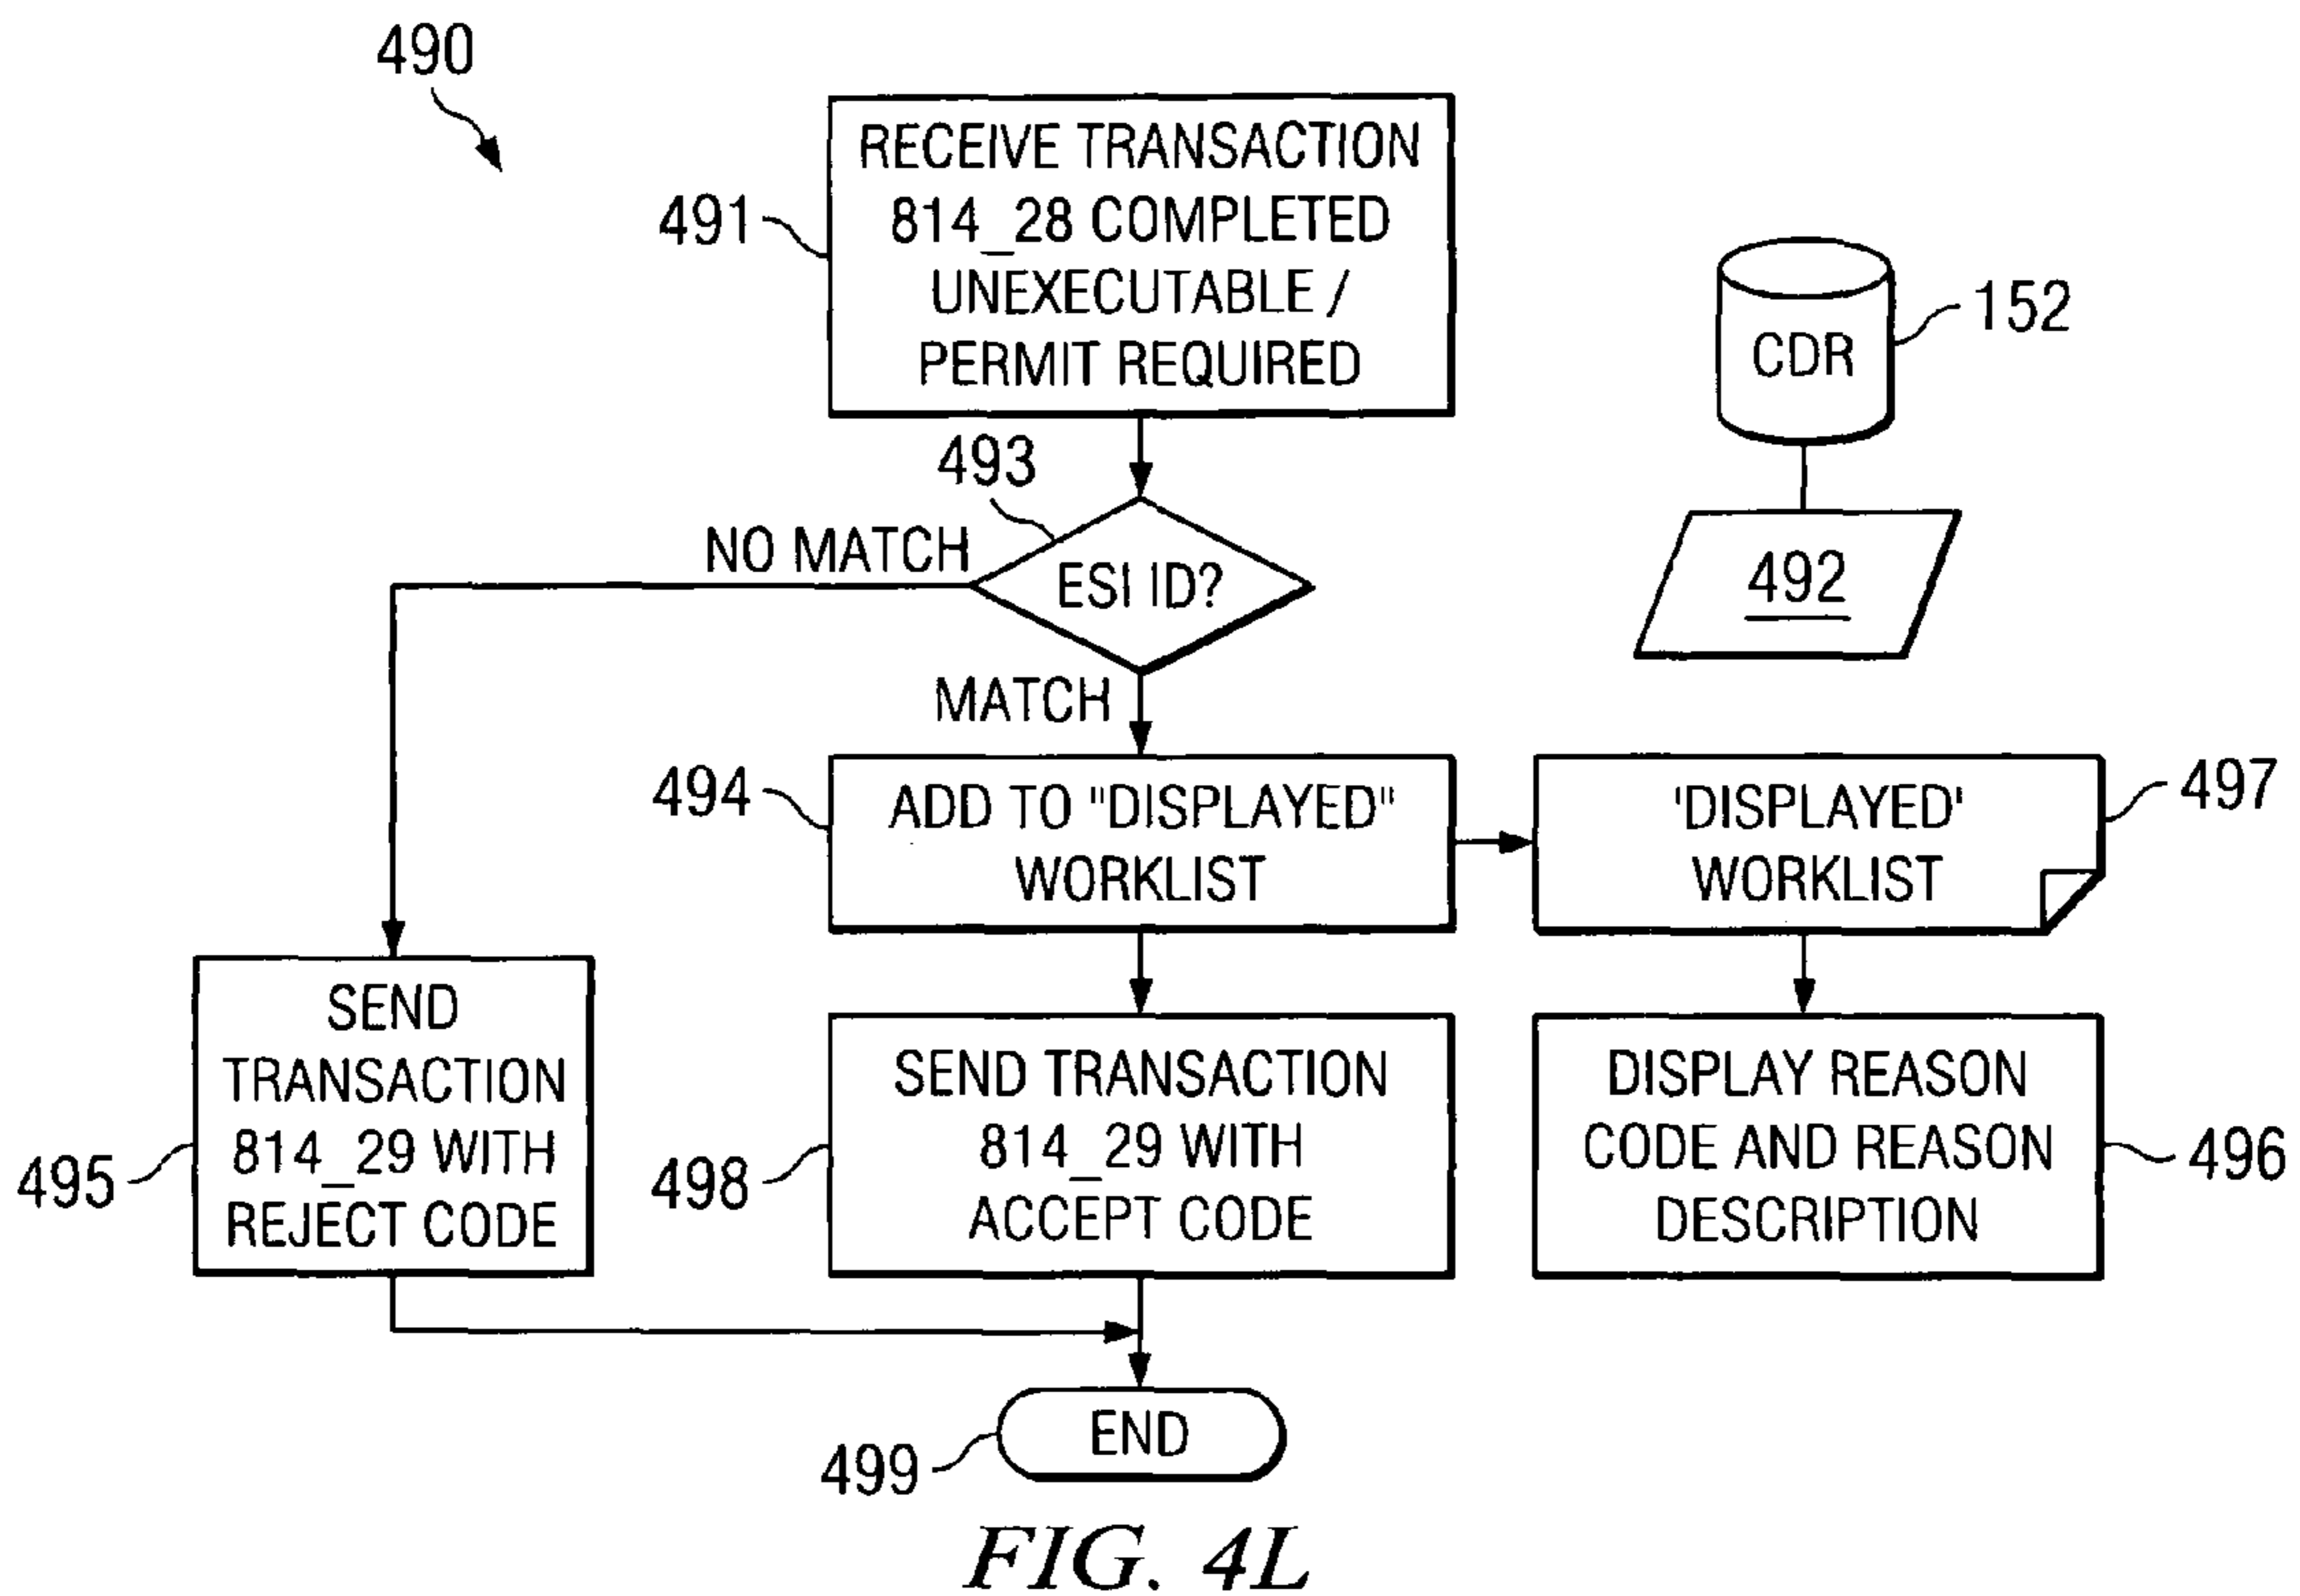 490
RECEIVE TRANSACTION
814_28 COMPLETED
UNEXECUTABLE /
PERMIT REQUIRED
491
152
CDR
493
NO MATCH
ESI ID?
492
MATCH
494
ADD TO "DISPLAYED"
WORKLIST
'DISPLAYED'
WORKLIST
497
SEND
TRANSACTION
814_29 WITH
REJECT CODE
495
SEND TRANSACTION
814_29 WITH
ACCEPT CODE
498
DISPLAY REASON
CODE AND REASON
DESCRIPTION
496
END
499
FIG. 4L